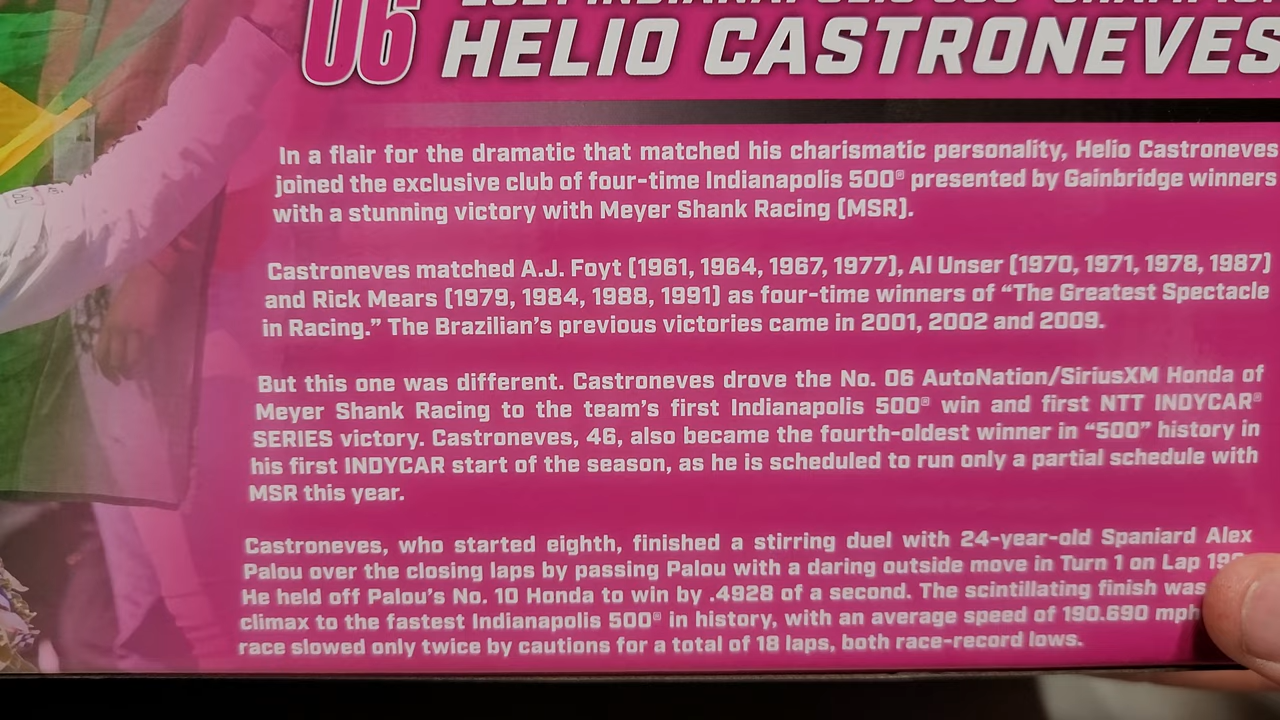 06
2021 INDIANAPOLIS 500® CHAMPION
HELIO CASTRONEVES
In a flair for the dramatic that matched his charismatic personality, Helio Castroneves
joined the exclusive club of four-time Indianapolis 500® presented by Gainbridge winners
with a stunning victory with Meyer Shank Racing (MSR).
Castroneves matched A.J. Foyt (1961, 1964, 1967, 1977), Al Unser (1970, 1971, 1978, 1987)
and Rick Mears (1979, 1984, 1988, 1991) as four-time winners of “The Greatest Spectacle
in Racing.” The Brazilian’s previous victories came in 2001, 2002 and 2009.
But this one was different. Castroneves drove the No. 06 AutoNation/SiriusXM Honda of
Meyer Shank Racing to the team’s first Indianapolis 500® win and first NTT INDYCAR®
SERIES victory. Castroneves, 46, also became the fourth-oldest winner in “500” history in
his first INDYCAR start of the season, as he is scheduled to run only a partial schedule with
MSR this year.
Castroneves, who started eighth, finished a stirring duel with 24-year-old Spaniard Alex
Palou over the closing laps by passing Palou with a daring outside move in Turn 1 on Lap
He held off Palou’s No. 10 Honda to win by .4928 of a second. The scintillating finish was
climax to the fastest Indianapolis 500® in history, with an average speed of 190.690 mph
race slowed only twice by cautions for a total of 18 laps, both race-record lows.